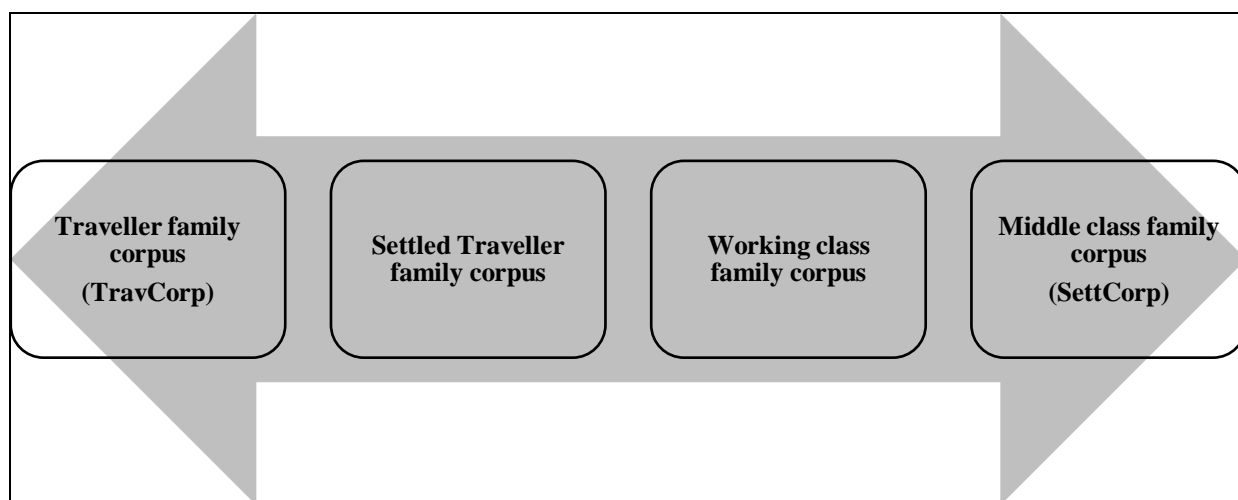 Traveller family
corpus
(TravCorp)
Settled Traveller
family corpus
Working class
family corpus
Middle class family
corpus
(SettCorp)